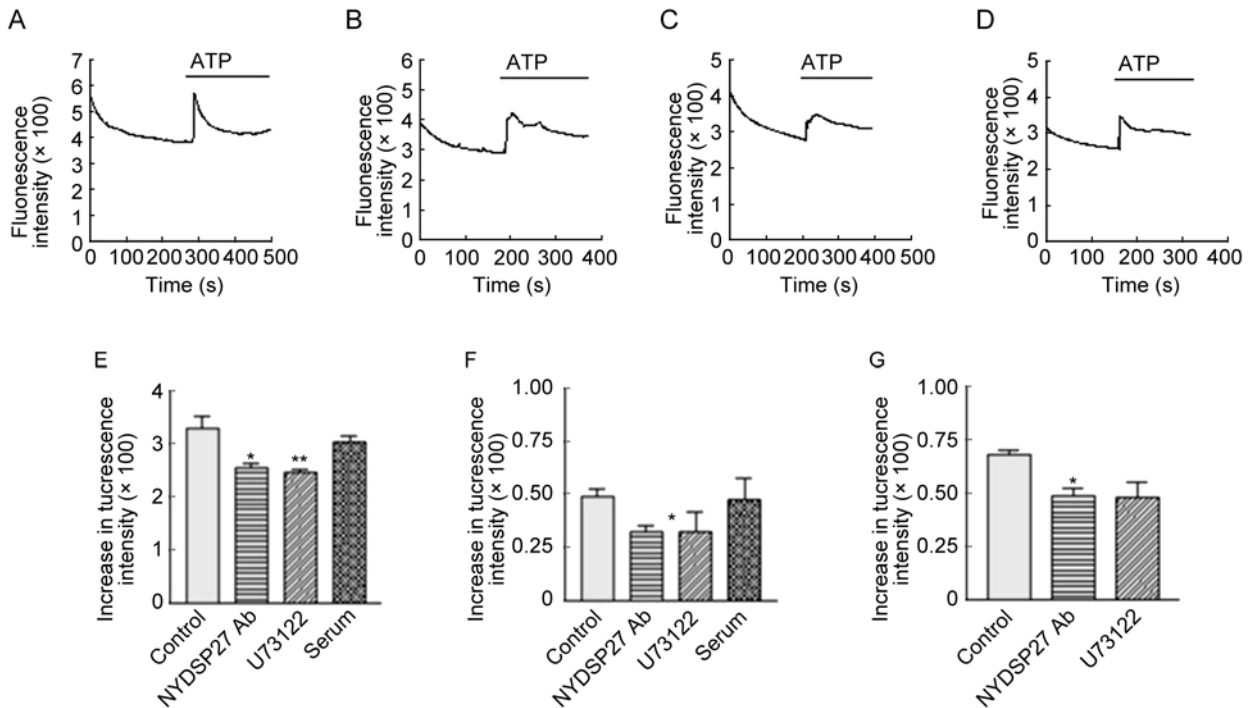 A
B
C
D
ATP
ATP
ATP
ATP
Fluonescence
intensity (× 100)
7
6
5
4
3
2
1
0
0 100 200 300 400 500
Time (s)
Fluonescence
intensity (× 100)
6
5
4
3
2
1
0
0 100 200 300 400
Time (s)
Fluonescence
intensity (× 100)
5
4
3
2
1
0
0 100 200 300 400 500
Time (s)
Fluonescence
intensity (× 100)
5
4
3
2
1
0
0 100 200 300 400
Time (s)
E
Increase in tucrescence
intensity (× 100)
4
3
2
1
0
*
**
Control
NYDSP27 Ab
U73122
Serum
F
Increase in tucrescence
intensity (× 100)
1.00
0.75
0.50
0.25
0
*
Control
NYDSP27 Ab
U73122
Serum
G
Increase in tucrescence
intensity (× 100)
1.00
0.75
0.50
0.25
0
*
Control
NYDSP27 Ab
U73122